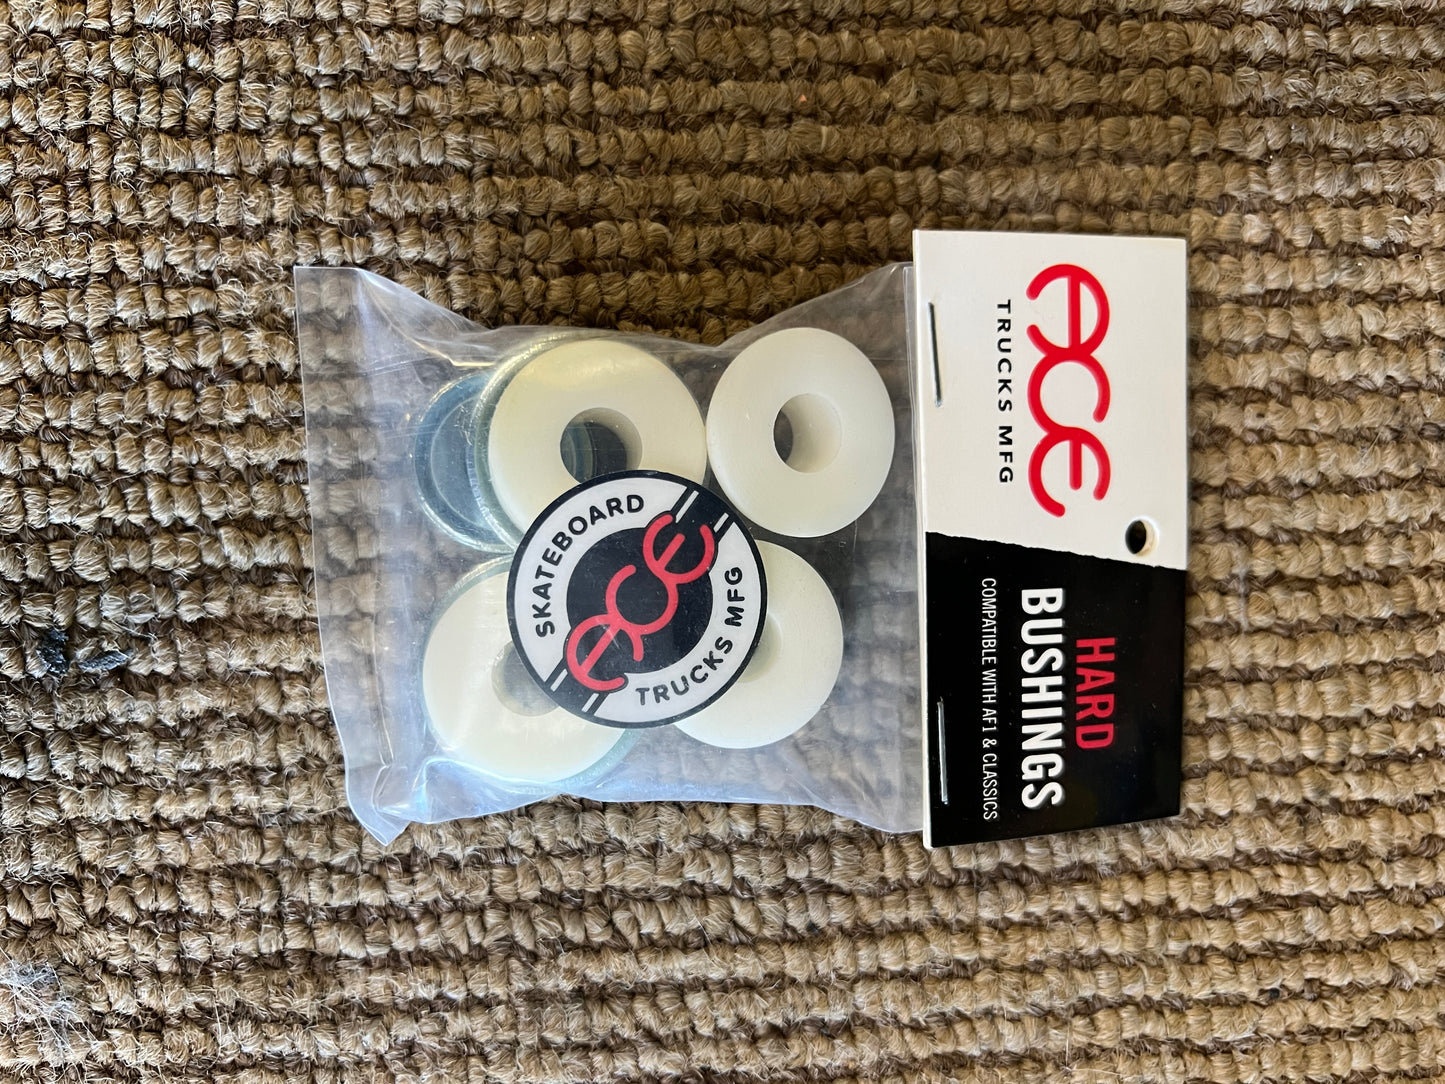 ACE
TRUCKS MFG
HARD
BUSHINGS
COMPATIBLE WITH AF1 & CLASSICS
SKATEBOARD
ACE
TRUCKS MFG